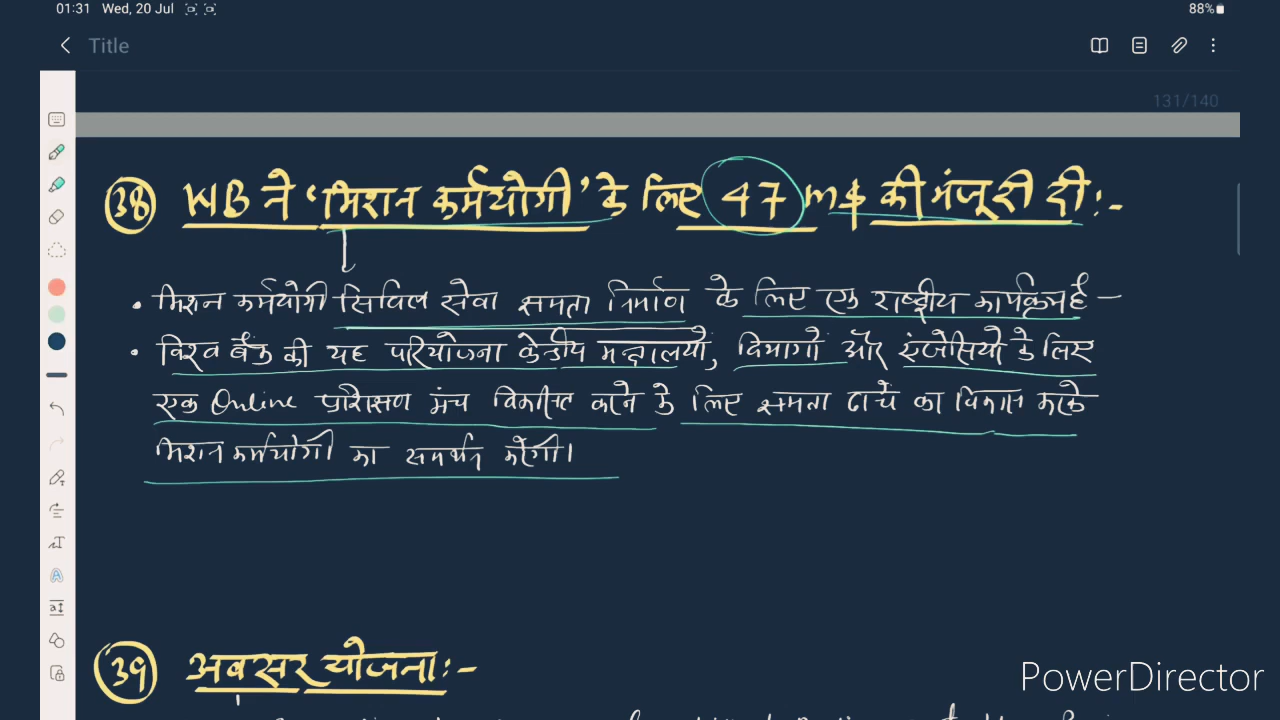 01:31 Wed, 20 Jul
88%
Title
131/140
38 WB ने 'मिशन कर्मयोगी' के लिए 47 m$ की मंजूरी दी:-
• मिशन कर्मयोगी सिविल सेवा क्षमता निर्माण के लिए एक राष्ट्रीय कार्यक्रम है –
• विश्व बैंक की यह परियोजना केन्द्रीय मन्त्रालयों, विभागों और एजेंसियों के लिए
एक Online प्रशिक्षण मंच विकसित करने के लिए क्षमता ढांचे का विकास करके
मिशन कर्मयोगी का समर्थन करेगी।
39 अवसर योजना:-
PowerDirector